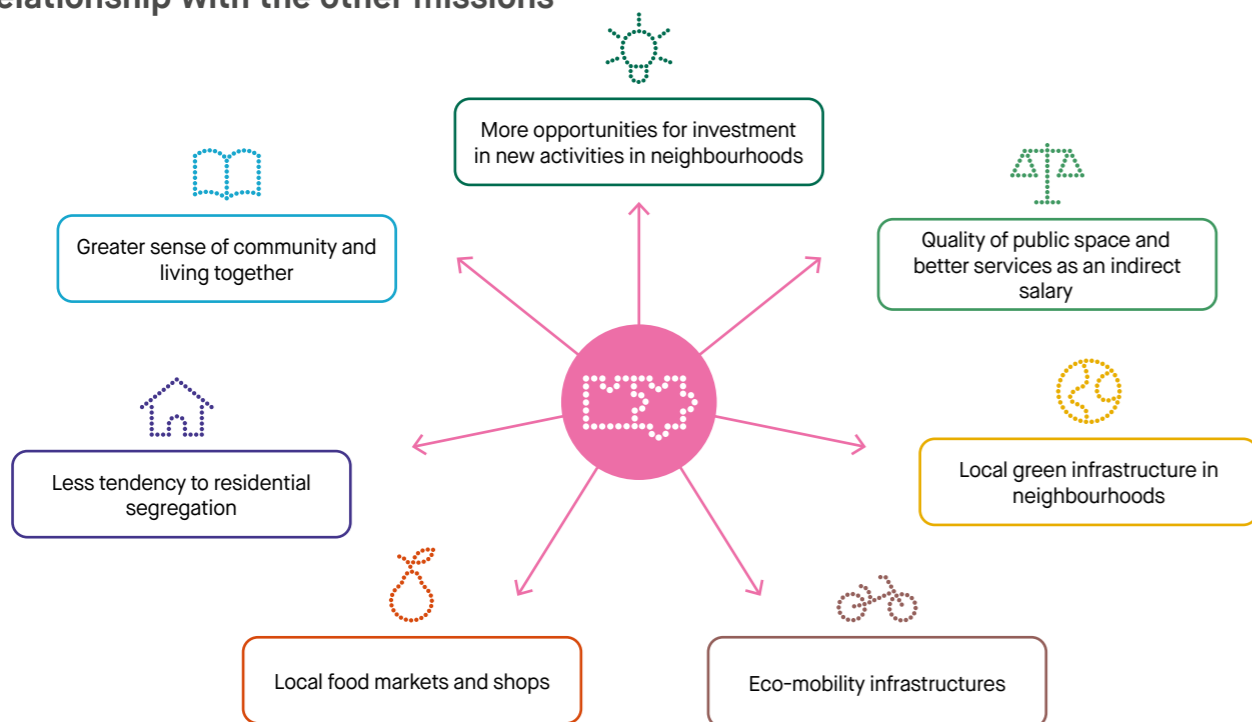 elationship with the other missions
More opportunities for investment
in new activities in neighbourhoods
Greater sense of community and
living together
Quality of public space and
better services as an indirect
salary
Less tendency to residential
segregation
Local green infrastructure in
neighbourhoods
Local food markets and shops
Eco-mobility infrastructures